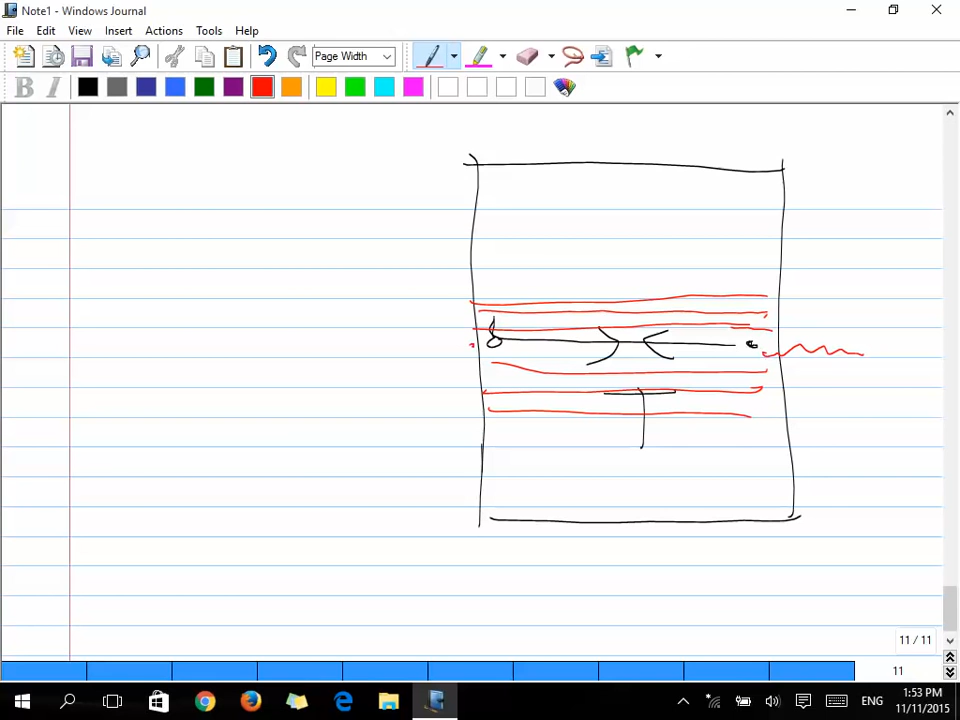 Note1 - Windows Journal
File Edit View Insert Actions Tools Help
Page Width
B I
11 / 11
11
ENG
1:53 PM
11/11/2015